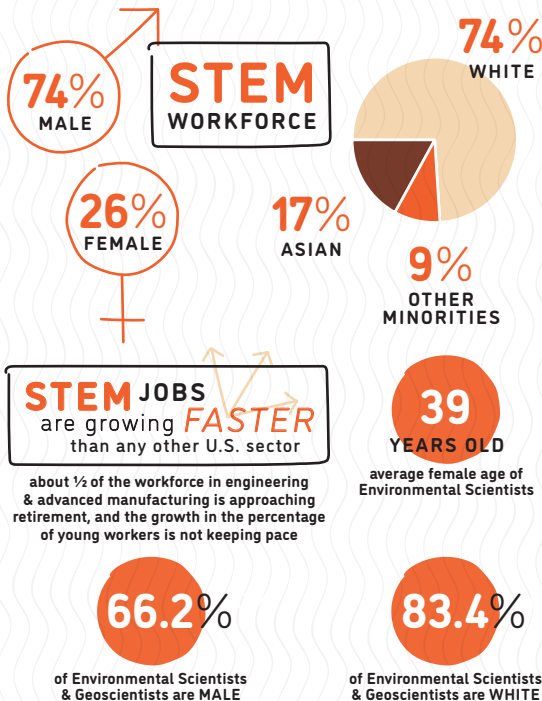 74%
MALE
STEM
WORKFORCE
74%
WHITE
26%
FEMALE
17%
ASIAN
9%
OTHER
MINORITIES
STEM JOBS
are growing FASTER
than any other U.S. sector
about ½ of the workforce in engineering
& advanced manufacturing is approaching
retirement, and the growth in the percentage
of young workers is not keeping pace
39
YEARS OLD
average female age of
Environmental Scientists
66.2%
of Environmental Scientists
& Geoscientists are MALE
83.4%
of Environmental Scientists
& Geoscientists are WHITE